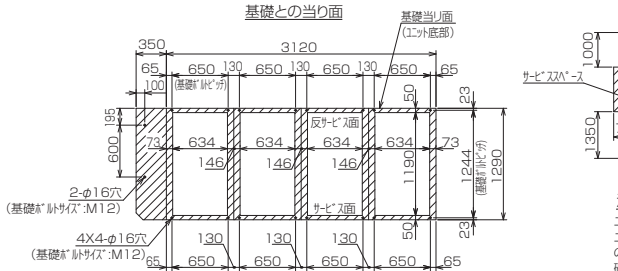 基礎との当り面
基礎当り面
(ユニット底部)
350
3120
65 650 130 650 130 650 130 650 65
(基礎ボルトピッチ)
100
195
600
50
23
反サービス面
73 634 634 634 634 73
146 146 146
1190
1244
(基礎ボルトピッチ)
1290
2-φ16穴
(基礎ボルトサイズ:M12)
サービス面
4X4-φ16穴
(基礎ボルトサイズ:M12)
50
23
130 130 130
65 650 650 650 650 65
1000
サービススペース
1350